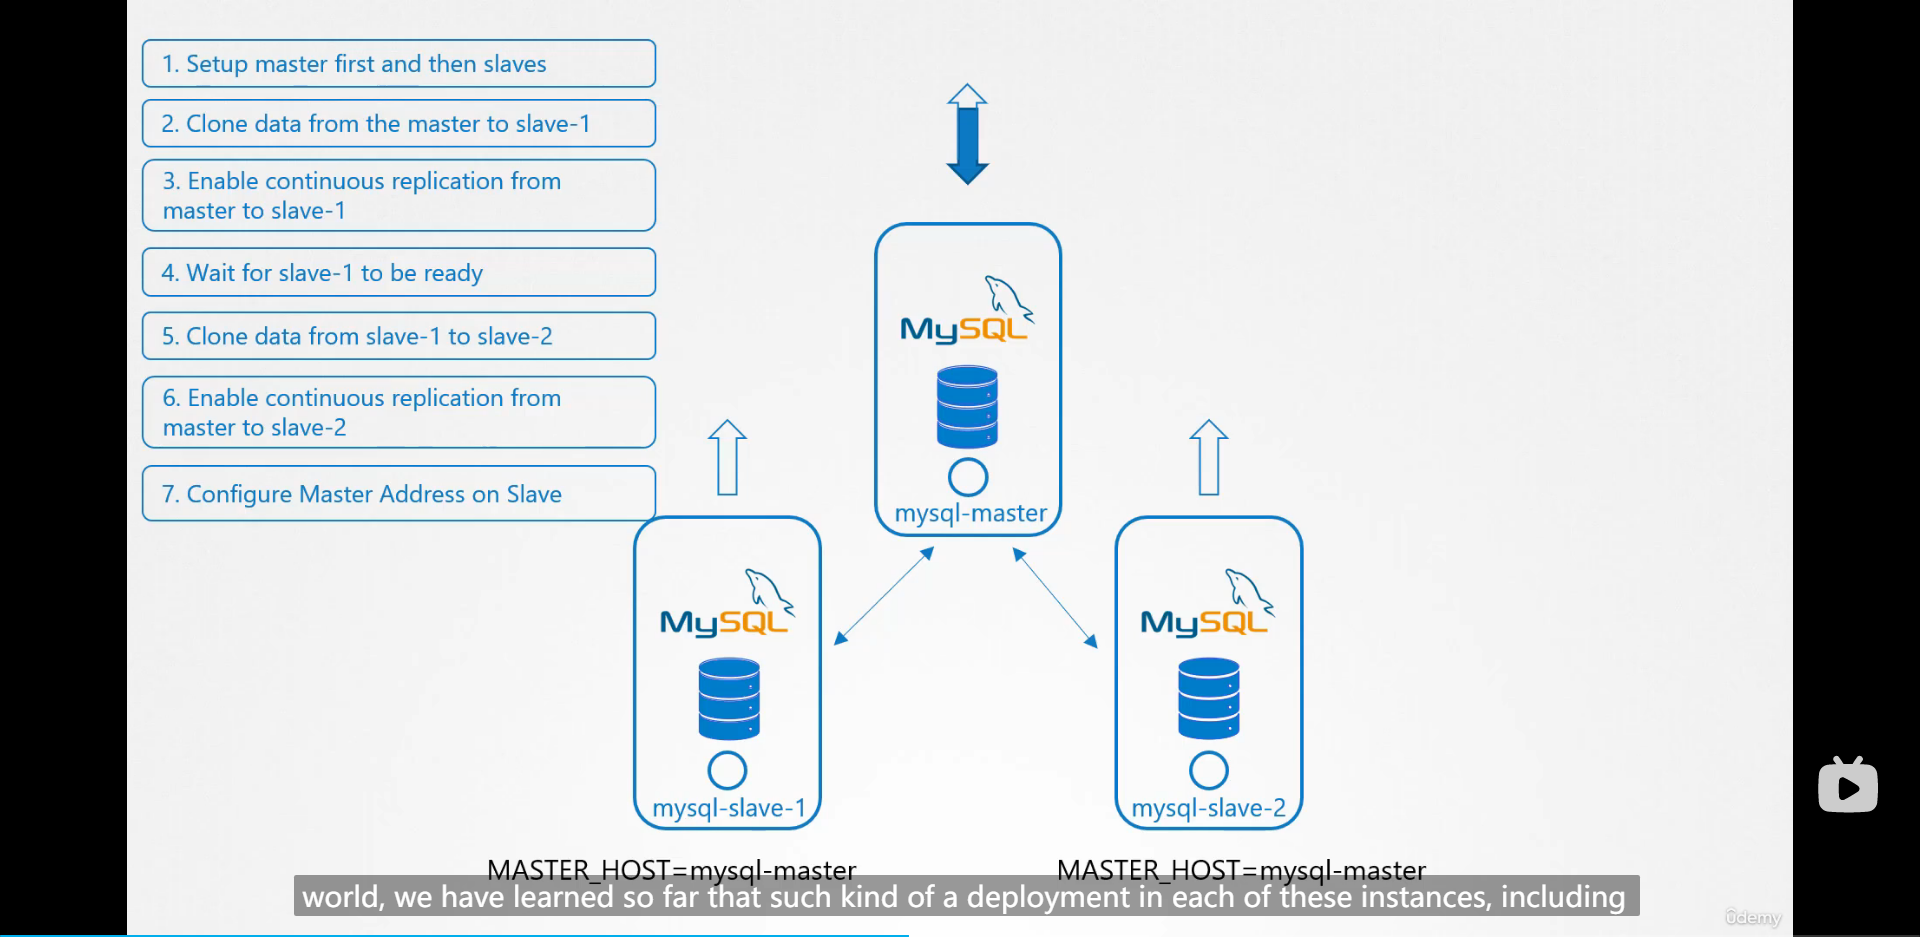 1. Setup master first and then slaves
2. Clone data from the master to slave-1
3. Enable continuous replication from
master to slave-1
4. Wait for slave-1 to be ready
5. Clone data from slave-1 to slave-2
6. Enable continuous replication from
master to slave-2
7. Configure Master Address on Slave
MySQL
mysql-master
MySQL
mysql-slave-1
MySQL
mysql-slave-2
MASTER_HOST=mysql-master
MASTER_HOST=mysql-master
world, we have learned so far that such kind of a deployment in each of these instances, including
ûdemy